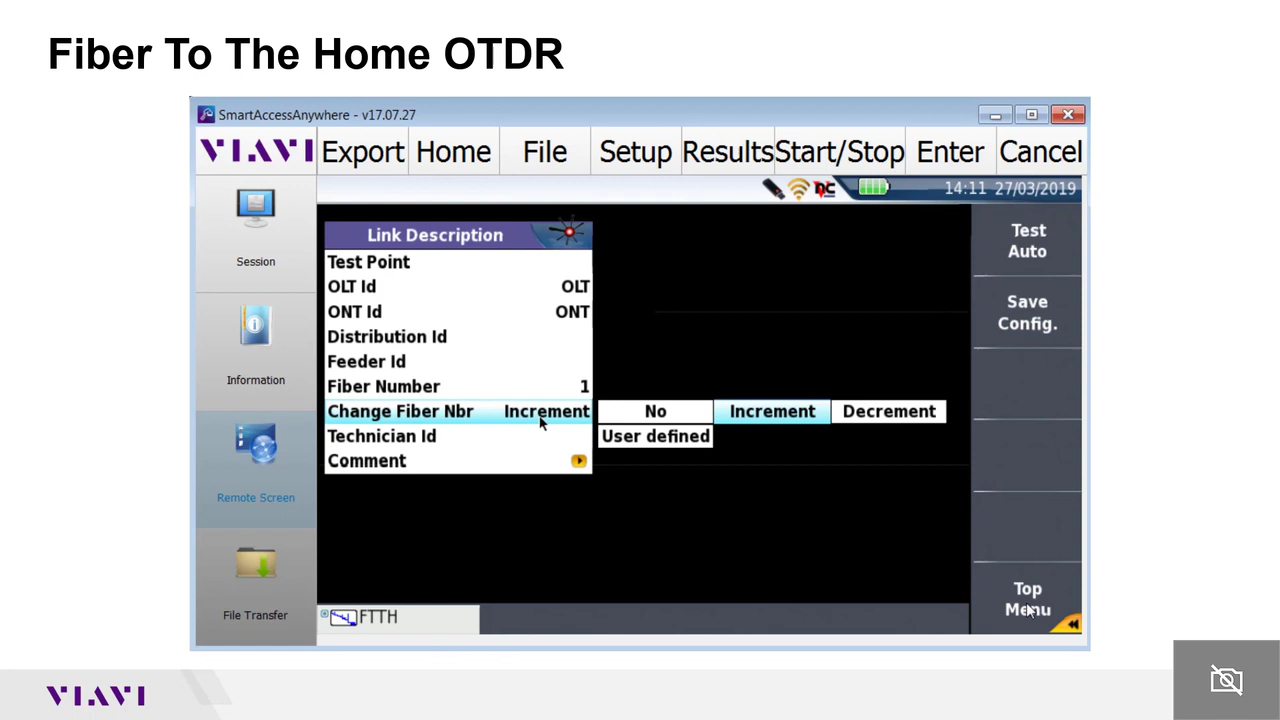 Fiber To The Home OTDR
SmartAccessAnywhere - v17.07.27
VIAVI Export Home File Setup Results Start/Stop Enter Cancel
14:11 27/03/2019
Session
Information
Remote Screen
File Transfer
Link Description
Test Point
OLT Id OLT
ONT Id ONT
Distribution Id
Feeder Id
Fiber Number 1
Change Fiber Nbr Increment No Increment Decrement
Technician Id User defined
Comment
Test
Auto
Save
Config.
Top
Menu
FTTH
VIAVI